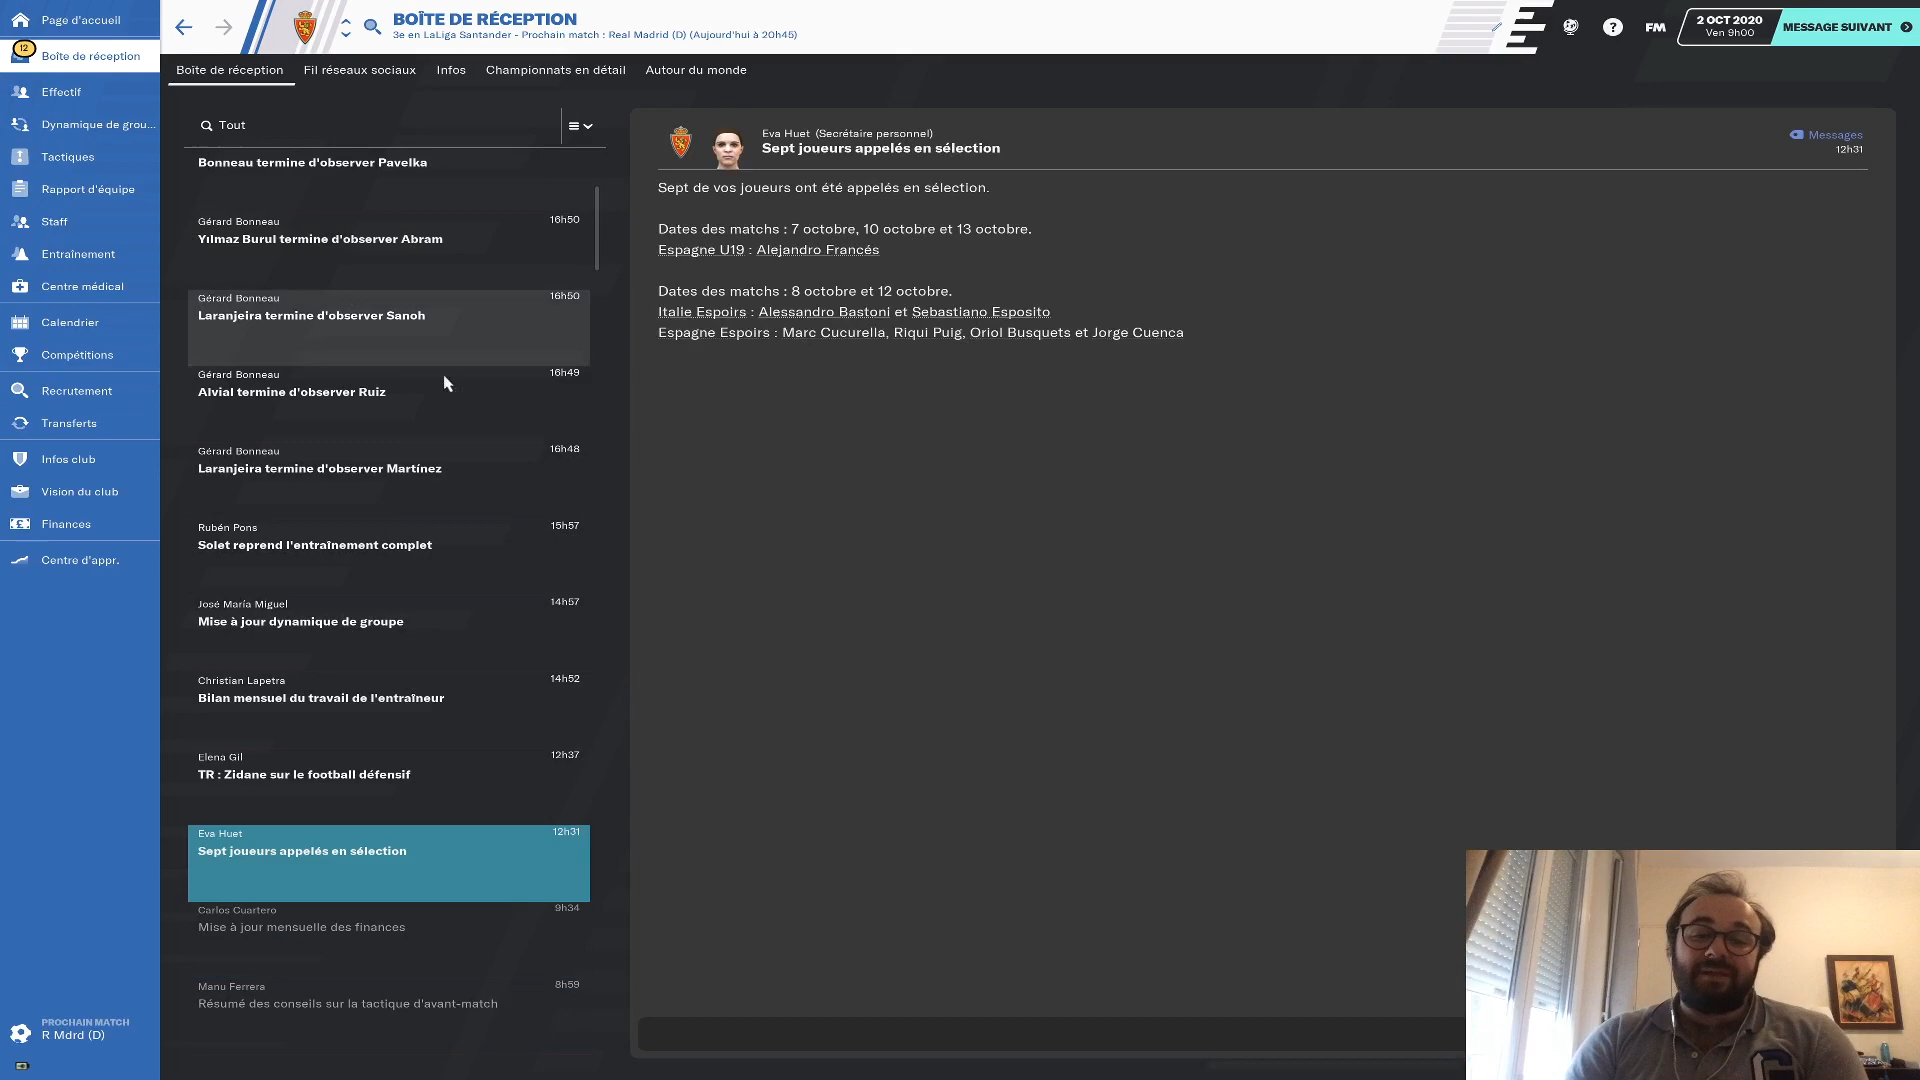 Page d'accueil
12
Boîte de réception
Effectif
Dynamique de grou...
Tactiques
Rapport d'équipe
Staff
Entraînement
Centre médical
Calendrier
Compétitions
Recrutement
Transferts
Infos club
Vision du club
Finances
Centre d'appr.
PROCHAIN MATCH
R Mdrd (D)
BOÎTE DE RÉCEPTION
3e en LaLiga Santander - Prochain match : Real Madrid (D) (Aujourd'hui à 20h45)
?
FM
2 OCT 2020
Ven 9h00
MESSAGE SUIVANT
Boîte de réception Fil réseaux sociaux Infos Championnats en détail Autour du monde
Tout
Bonneau termine d'observer Pavelka
Gérard Bonneau 16h50
Yılmaz Burul termine d'observer Abram
Gérard Bonneau 16h50
Laranjeira termine d'observer Sanoh
Gérard Bonneau 16h49
Alvial termine d'observer Ruiz
Gérard Bonneau 16h48
Laranjeira termine d'observer Martínez
Rubén Pons 15h57
Solet reprend l'entraînement complet
José María Miguel 14h57
Mise à jour dynamique de groupe
Christian Lapetra 14h52
Bilan mensuel du travail de l'entraîneur
Elena Gil 12h37
TR : Zidane sur le football défensif
Eva Huet 12h31
Sept joueurs appelés en sélection
Carlos Cuartero 9h34
Mise à jour mensuelle des finances
Manu Ferrera 8h59
Résumé des conseils sur la tactique d'avant-match
Eva Huet (Secrétaire personnel)
Sept joueurs appelés en sélection
Messages
12h31
Sept de vos joueurs ont été appelés en sélection.
Dates des matchs : 7 octobre, 10 octobre et 13 octobre.
Espagne U19 : Alejandro Francés
Dates des matchs : 8 octobre et 12 octobre.
Italie Espoirs : Alessandro Bastoni et Sebastiano Esposito
Espagne Espoirs : Marc Cucurella, Riqui Puig, Oriol Busquets et Jorge Cuenca